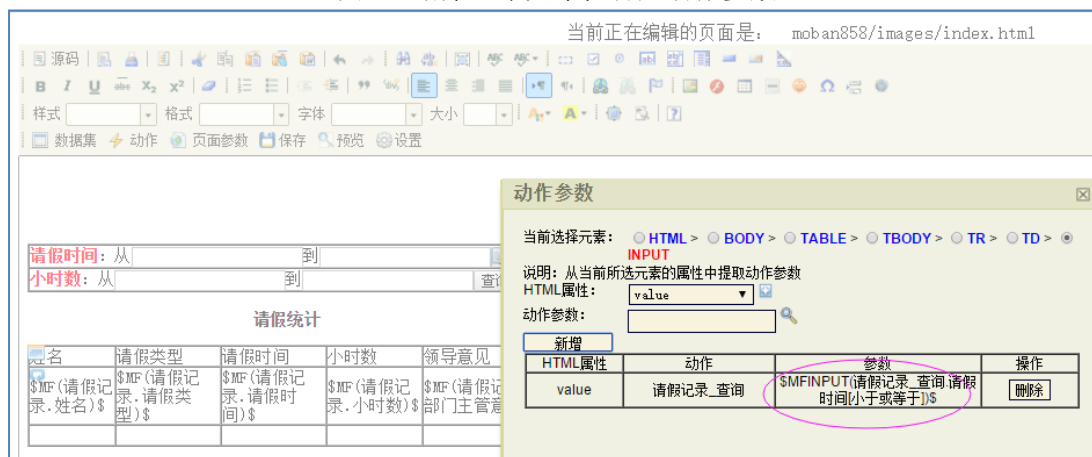 当前正在编辑的页面是： moban858/images/index.html
源码
B I U abc X₂ X²
样式 格式 字体 大小
数据集 动作 页面参数 保存 预览 设置
请假时间：从 到
小时数：从 到
请假统计
名 请假类型 请假时间 小时数 领导意见
$MF(请假记录.姓名)$
$MF(请假记录.请假类型)$
$MF(请假记录.请假时间)$
$MF(请假记录.小时数)$
$MF(请假记
部门主管意
动作参数
当前选择元素： HTML > BODY > TABLE > TBODY > TR > TD >
INPUT
说明：从当前所选元素的属性中提取动作参数
HTML属性： value
动作参数：
新增
HTML属性 动作 参数 操作
value 请假记录_查询 $MFINPUT(请假记录_查询.请假时间[小于或等于])$ 删除